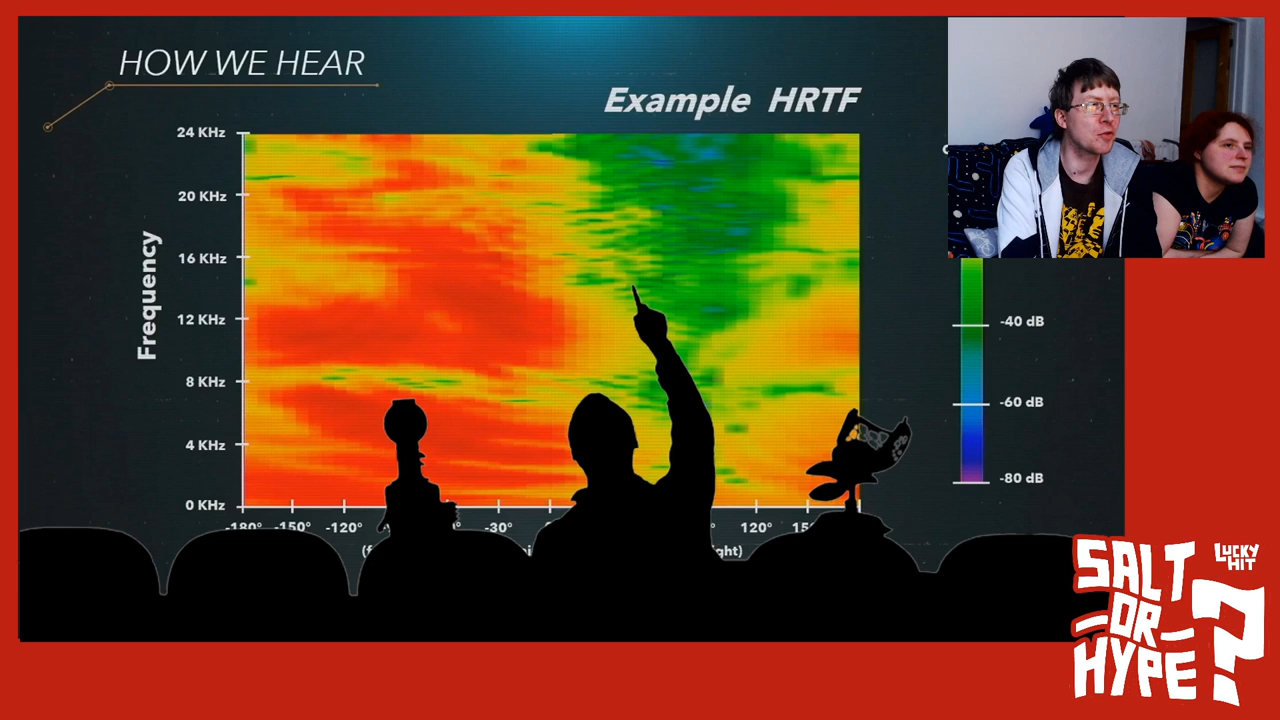 HOW WE HEAR
Example HRTF
24 KHz
20 KHz
16 KHz
12 KHz
8 KHz
4 KHz
0 KHz
Frequency
-180°
-150°
-120°
-30°
120°
-40 dB
-60 dB
-80 dB
SALT
OR
HYPE
?
LUCKY
HIT